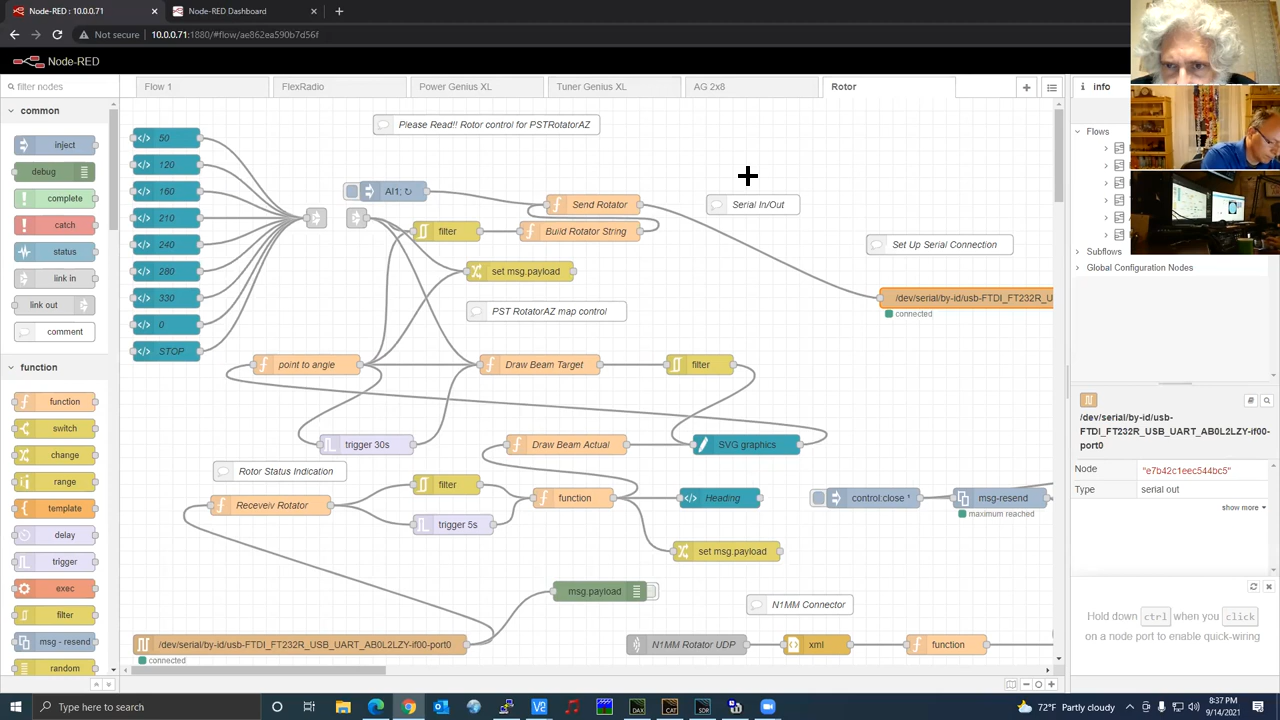 Node-RED : 10.0.0.71
Node-RED Dashboard
Not secure
10.0.0.71:1880/#flow/ae862ea590b7d56f
Node-RED
filter nodes
Flow 1
FlexRadio
Power Genius XL
Tuner Genius XL
AG 2x8
Rotor
info
common
inject
debug
complete
catch
status
link in
link out
comment
function
function
switch
change
range
template
delay
trigger
exec
filter
msg - resend
random
Please Read!! Rotor control for PSTRotatorAZ
50
120
160
210
240
280
330
0
STOP
AI1; ↻
Send Rotator
Serial In/Out
filter
Build Rotator String
Set Up Serial Connection
set msg.payload
/dev/serial/by-id/usb-FTDI_FT232R_U
connected
PST RotatorAZ map control
point to angle
Draw Beam Target
filter
trigger 30s
Draw Beam Actual
SVG graphics
Rotor Status Indication
Receveiv Rotator
filter
trigger 5s
function
Heading
control:close ¹
msg-resend
maximum reached
set msg.payload
msg.payload
N1MM Connector
/dev/serial/by-id/usb-FTDI_FT232R_USB_UART_AB0L2LZY-if00-port0
connected
N1MM Rotator UDP
xml
function
Flows
Subflows
Global Configuration Nodes
/dev/serial/by-id/usb-
FTDI_FT232R_USB_UART_AB0L2LZY-if00-
port0
Node "e7b42c1eec544bc5"
Type serial out
show more
Hold down ctrl when you click
on a node port to enable quick-wiring
Type here to search
DAX
CAT
SDR
72°F Partly cloudy
8:37 PM
9/14/2021